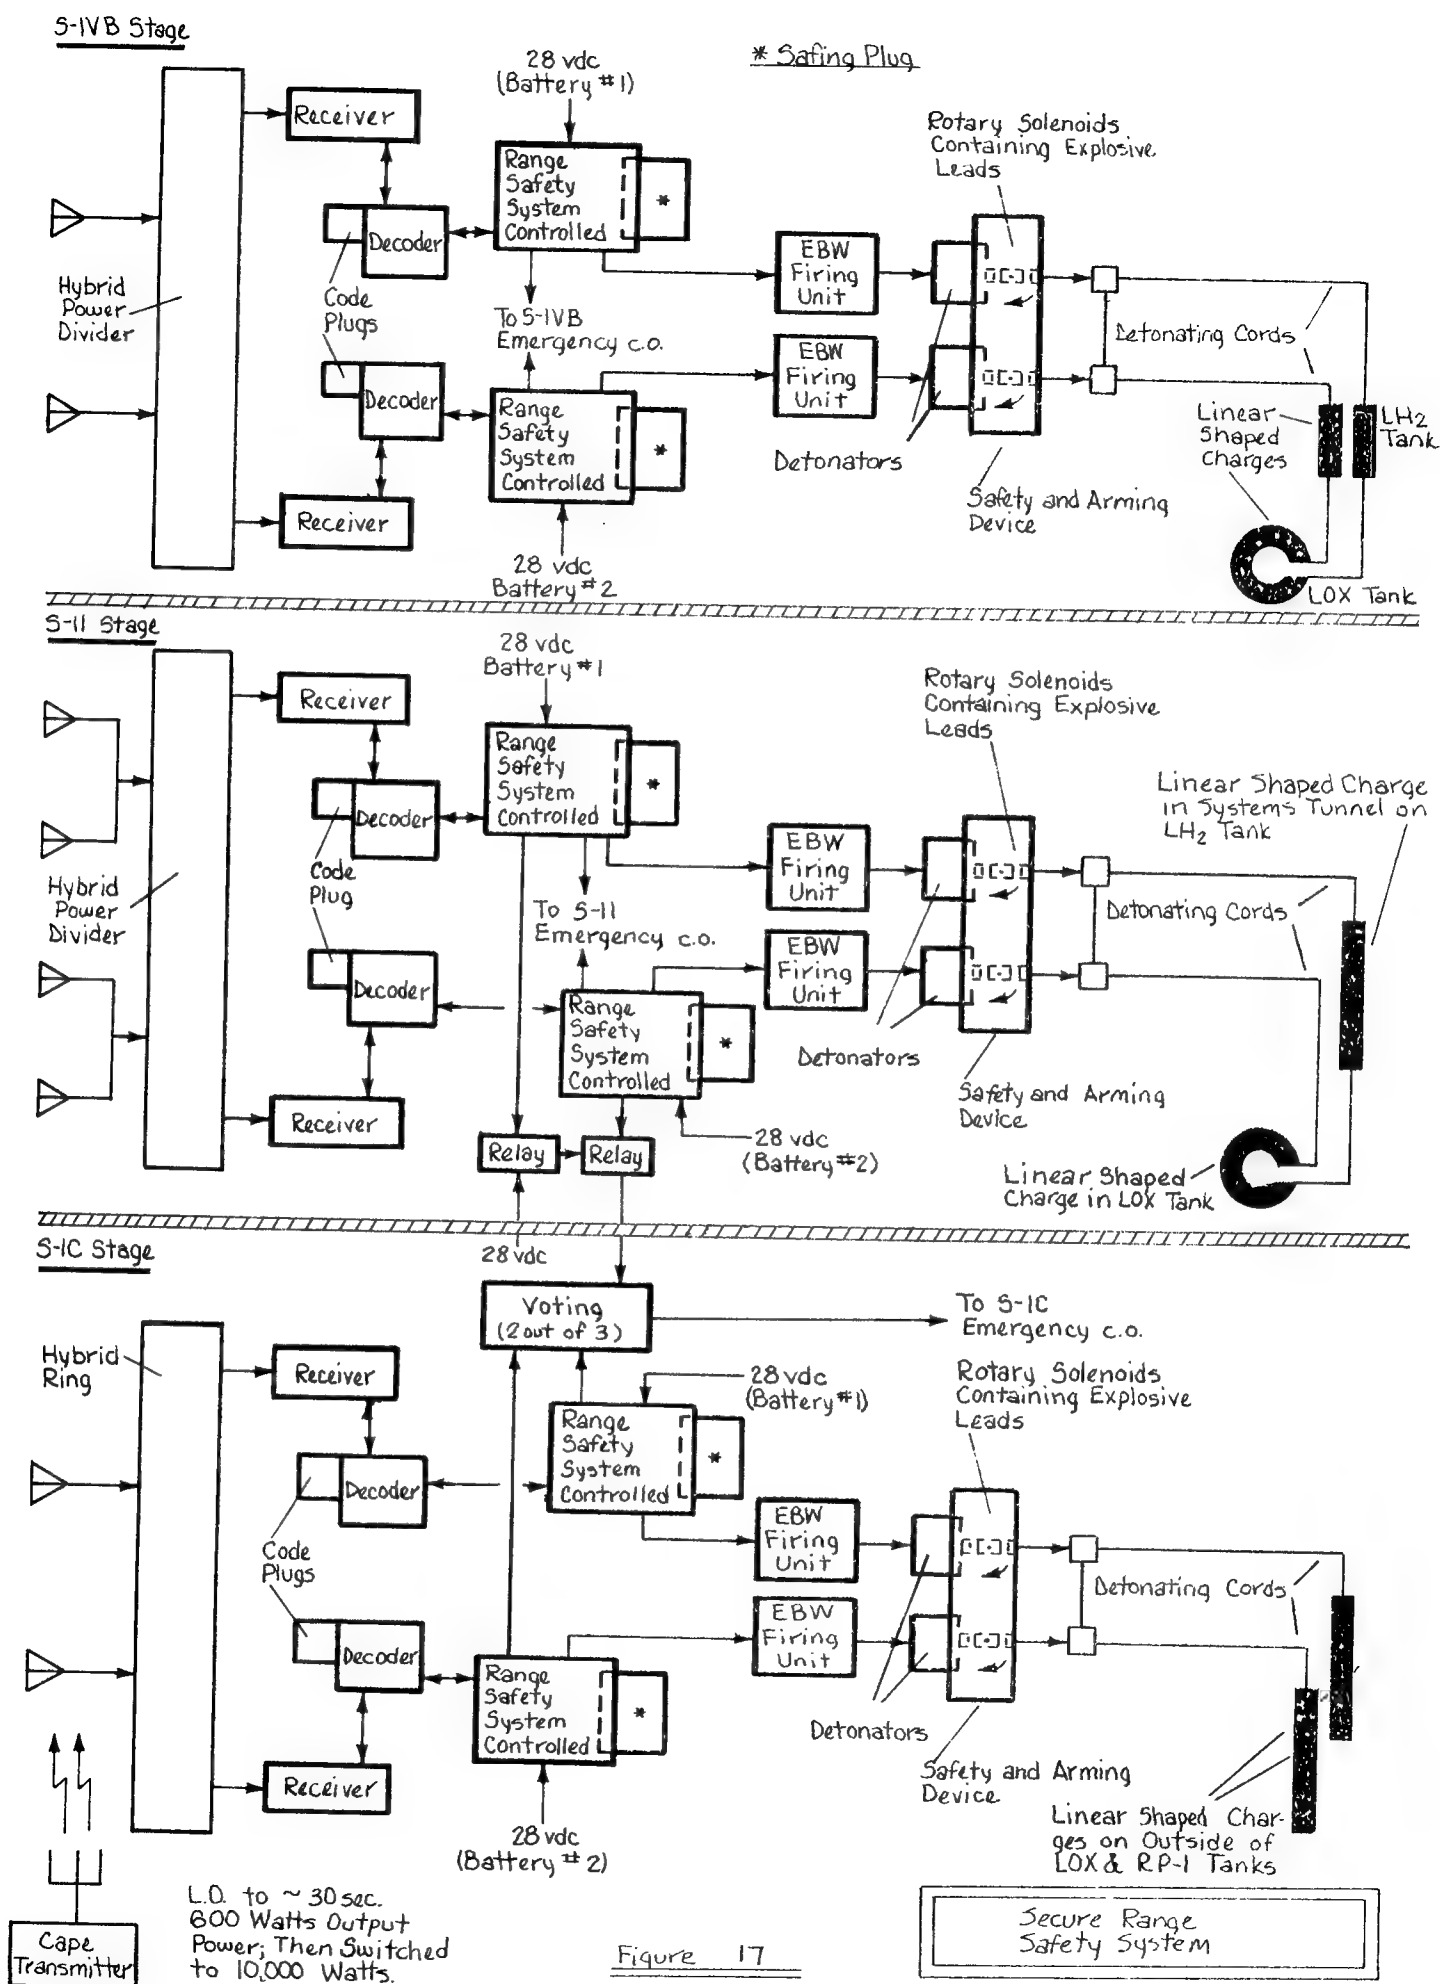 S-IVB Stage
* Safing Plug
28 vdc
(Battery #1)
Receiver
Range
Safety
System
Controlled
*
Rotary Solenoids
Containing Explosive
Leads
Decoder
Code
Plugs
Hybrid
Power
Divider
To S-IVB
Emergency c.o.
EBW
Firing
Unit
EBW
Firing
Unit
Detonating Cords
Decoder
Range
Safety
System
Controlled
*
Detonators
Linear
Shaped
Charges
LH2
Tank
Receiver
Safety and Arming
Device
28 vdc
Battery #2
LOX Tank
S-II Stage
28 vdc
Battery #1
Receiver
Range
Safety
System
Controlled
*
Rotary Solenoids
Containing Explosive
Leads
Linear Shaped Charge
in Systems Tunnel on
LH2 Tank
Decoder
Code
Plug
Hybrid
Power
Divider
To S-II
Emergency c.o.
EBW
Firing
Unit
EBW
Firing
Unit
Detonating Cords
Decoder
Range
Safety
System
Controlled
*
Detonators
Safety and Arming
Device
Receiver
Relay
Relay
28 vdc
(Battery #2)
Linear Shaped
Charge in LOX Tank
S-IC Stage
28 vdc
Voting
(2 out of 3)
To S-IC
Emergency c.o.
Hybrid
Ring
Receiver
28 vdc
(Battery #1)
Rotary Solenoids
Containing Explosive
Leads
Range
Safety
System
Controlled
*
Decoder
Code
Plugs
EBW
Firing
Unit
EBW
Firing
Unit
Detonating Cords
Decoder
Range
Safety
System
Controlled
*
Detonators
Receiver
Safety and Arming
Device
28 vdc
(Battery #2)
Linear Shaped Char-
ges on Outside of
LOX & RP-1 Tanks
Cape
Transmitter
L.O. to ~ 30 sec.
600 Watts Output
Power; Then Switched
to 10,000 Watts.
Figure 17
Secure Range
Safety System